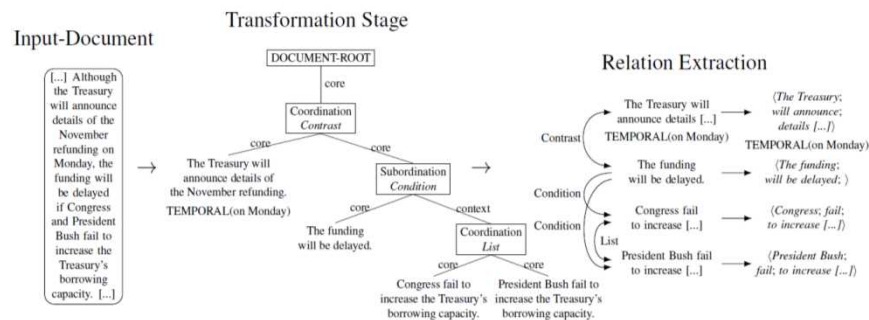 Input-Document
[...] Although
the Treasury
will announce
details of the
November
refunding on
Monday, the
funding will
be delayed
if Congress
and President
Bush fail to
increase the
Treasury's
borrowing
capacity. [...]
Transformation Stage
DOCUMENT-ROOT
core
Coordination
Contrast
core
core
The Treasury will
announce details of
the November refunding.
TEMPORAL(on Monday)
Subordination
Condition
core
context
The funding
will be delayed.
Coordination
List
core
core
Congress fail to
increase the Treasury's
borrowing capacity.
President Bush fail to
increase the Treasury's
borrowing capacity.
Relation Extraction
Contrast
Condition
Condition
List
The Treasury will
announce details [...]
TEMPORAL(on Monday)
The funding
will be delayed.
Congress fail
to increase [...]
President Bush fail
to increase [...]
⟨The Treasury;
will announce;
details [...]⟩
TEMPORAL(on Monday)
⟨The funding;
will be delayed; ⟩
⟨Congress; fail;
to increase [...]⟩
⟨President Bush;
fail; to increase [...]⟩